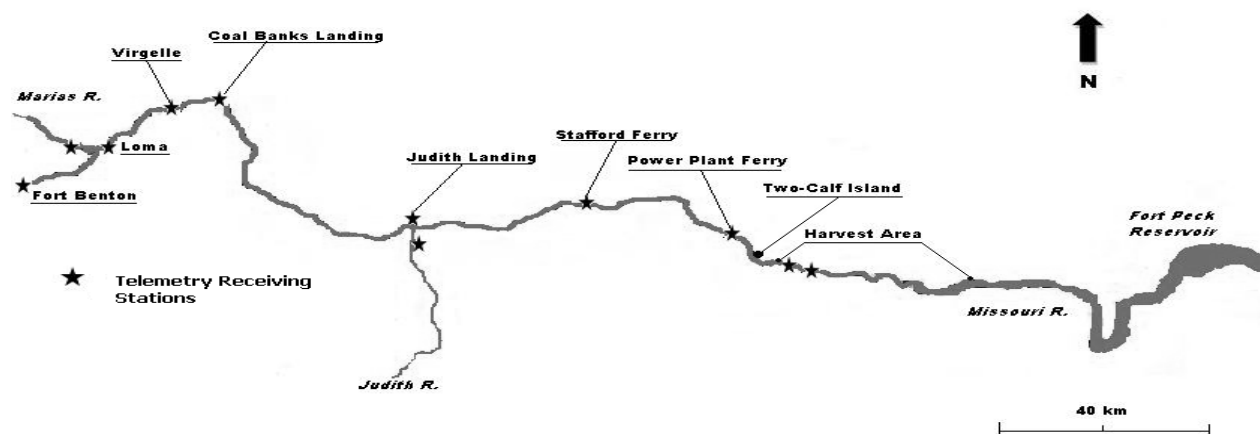 Coal Banks Landing
Virgelle
Marias R.
Loma
Fort Benton
Judith Landing
Stafford Ferry
Power Plant Ferry
Two-Calf Island
Harvest Area
Fort Peck
Reservoir
N
Telemetry Receiving
Stations
Missouri R.
Judith R.
40 km